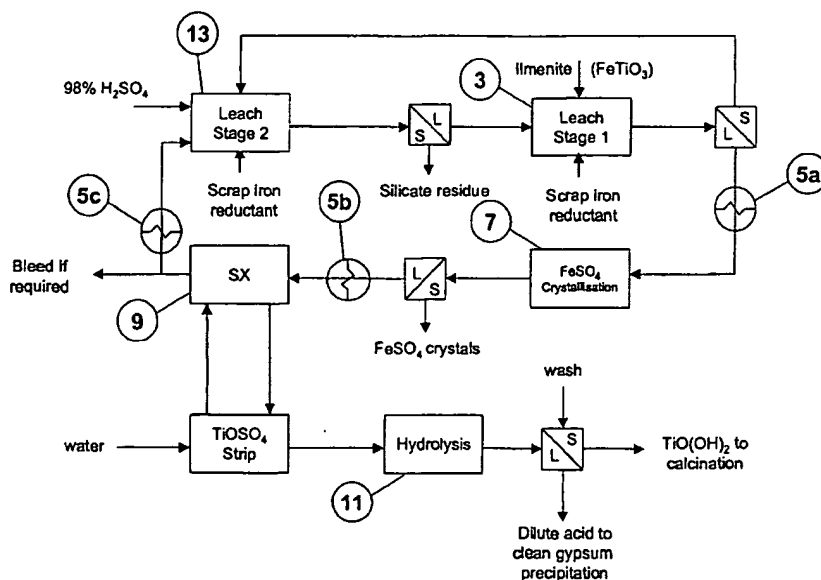 13
98% H₂SO₄
Leach
Stage 2
Scrap iron
reductant
L
S
Silicate residue
3
Ilmenite (FeTiO₃)
Leach
Stage 1
Scrap iron
reductant
S
L
5a
5c
5b
7
FeSO₄
Crystallisation
L
S
FeSO₄ crystals
SX
9
Bleed if
required
water
TiOSO₄
Strip
Hydrolysis
11
wash
S
L
TiO(OH)₂ to
calcination
Dilute acid to
clean gypsum
precipitation